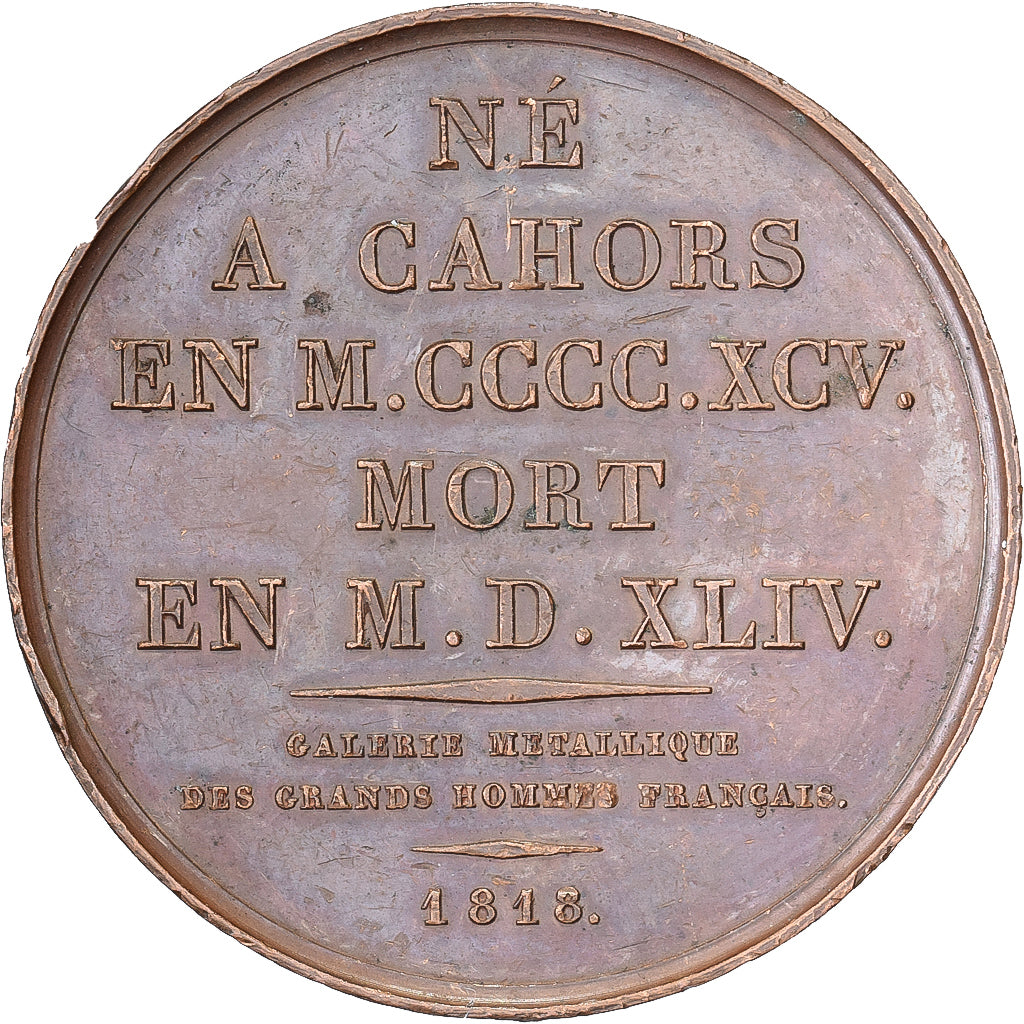 NÉ
A CAHORS
EN M.CCCC.XCV.
MORT
EN M.D.XLIV.
GALERIE METALLIQUE
DES GRANDS HOMMES FRANÇAIS.
1818.